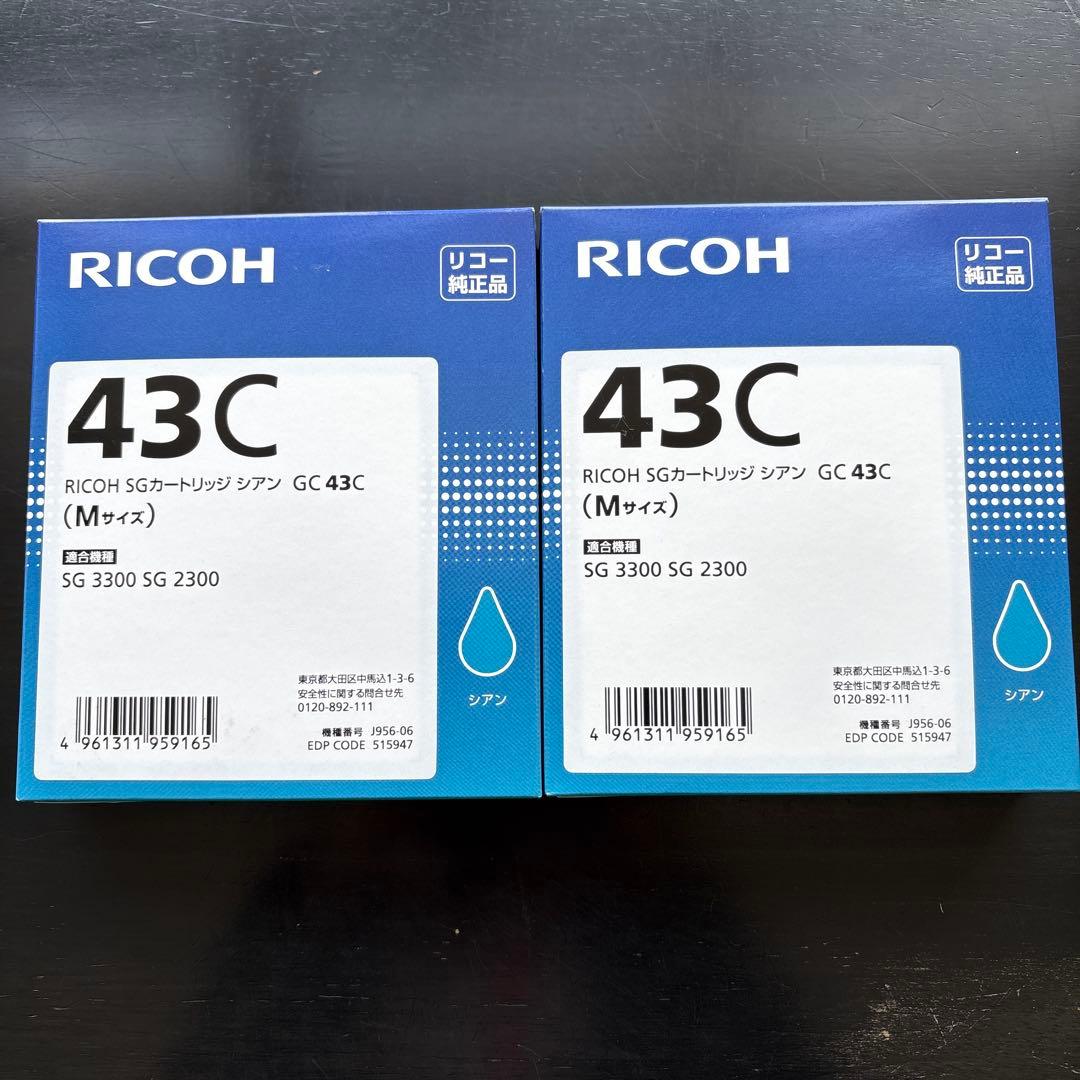 RICOH
リコー
純正品
43C
RICOH SGカートリッジ シアン GC 43C
(Mサイズ)
適合機種
SG 3300 SG 2300
シアン
東京都大田区中馬込1-3-6
安全性に関する問合せ先
0120-892-111
機種番号 J956-06
EDP CODE 515947
4 961311 959165
RICOH
リコー
純正品
43C
RICOH SGカートリッジ シアン GC 43C
(Mサイズ)
適合機種
SG 3300 SG 2300
シアン
東京都大田区中馬込1-3-6
安全性に関する問合せ先
0120-892-111
機種番号 J956-06
EDP CODE 515947
4 961311 959165